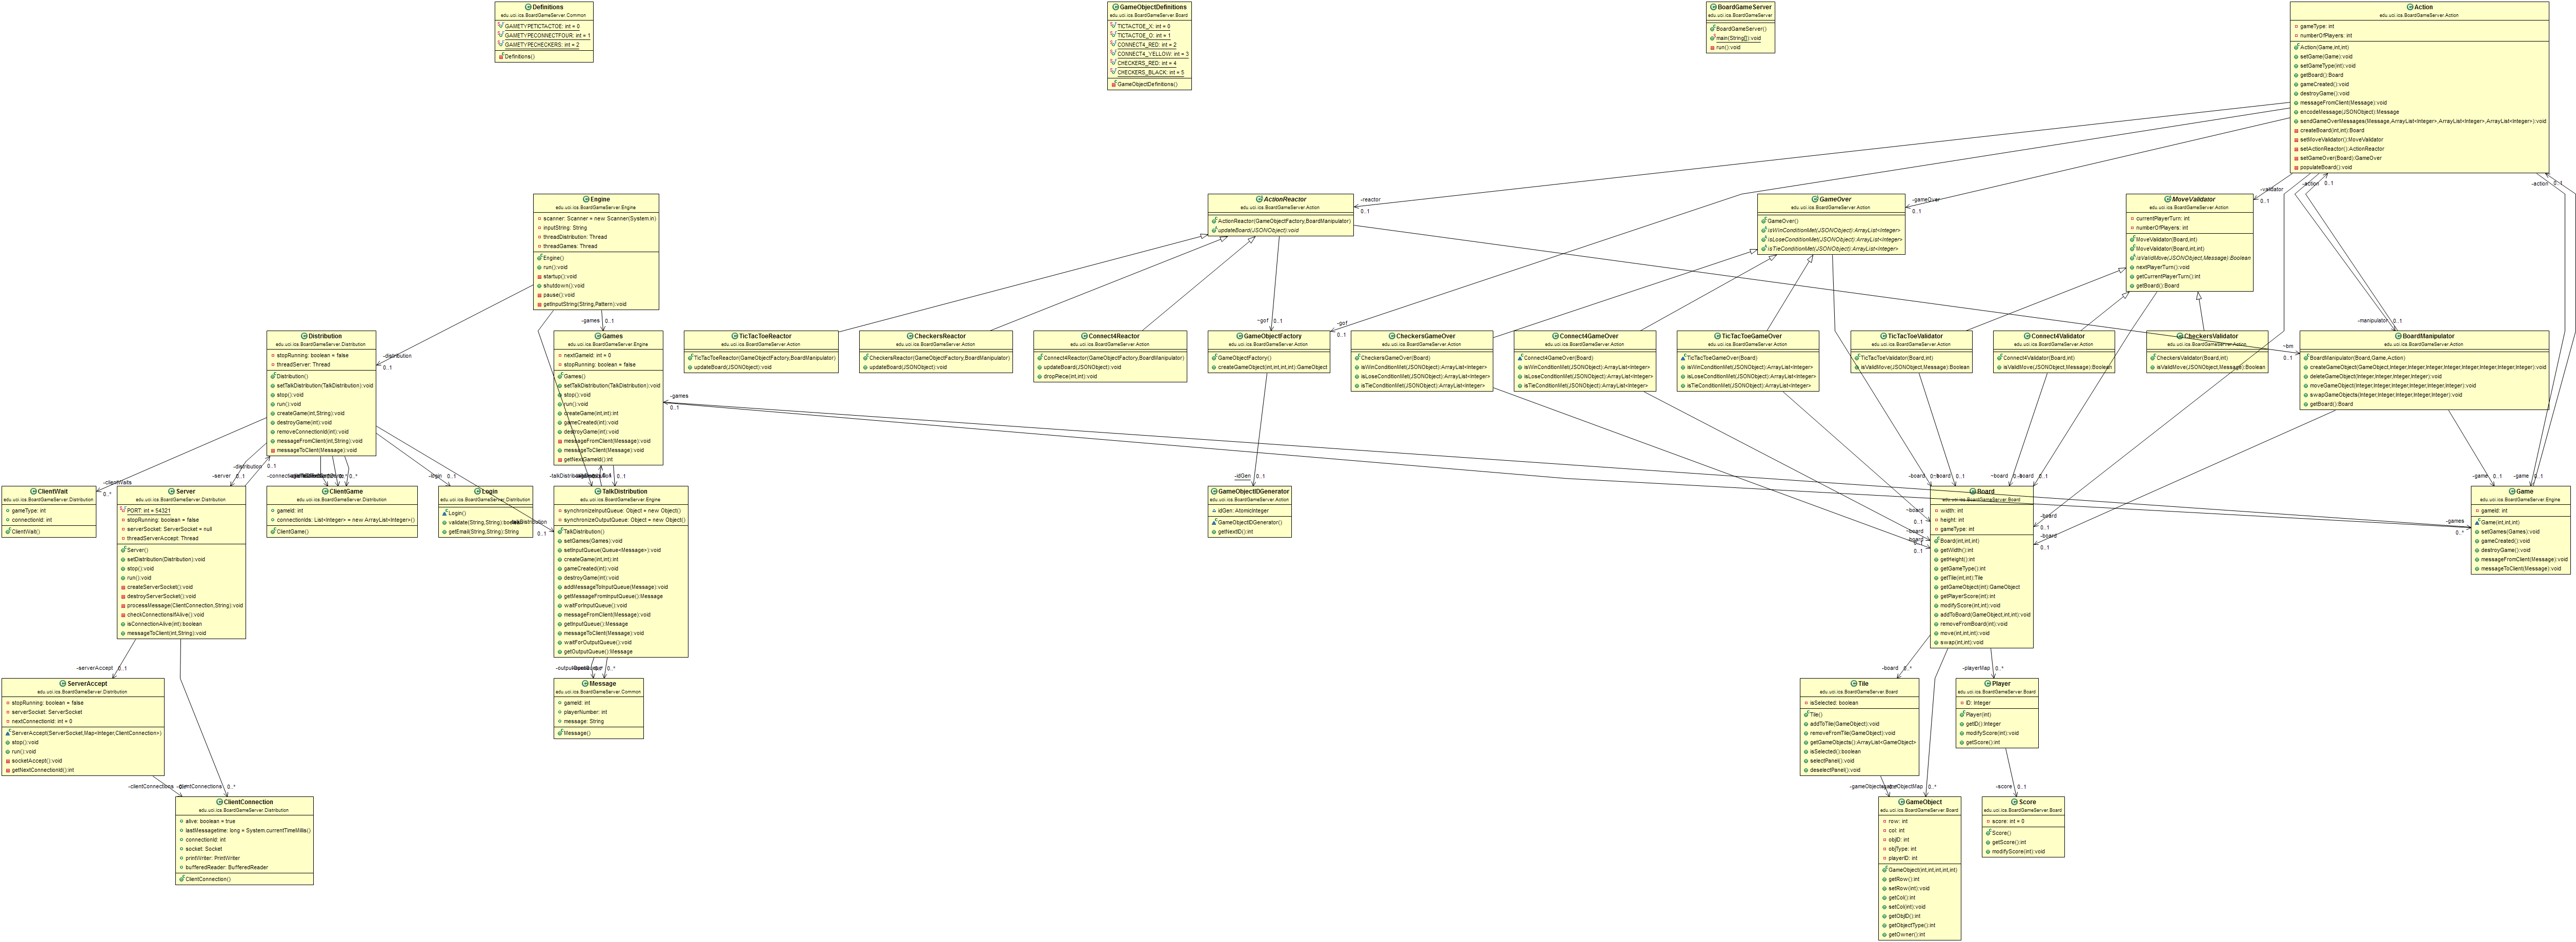 Definitions
edu.uci.ics.BoardGameServer.Common
GAMETYPETICTACTOE: int = 0
GAMETYPECONNECTFOUR: int = 1
GAMETYPECHECKERS: int = 2
Definitions()
GameObjectDefinitions
edu.uci.ics.BoardGameServer.Board
TICTACTOE_X: int = 0
TICTACTOE_O: int = 1
CONNECT4_RED: int = 2
CONNECT4_YELLOW: int = 3
CHECKERS_RED: int = 4
CHECKERS_BLACK: int = 5
GameObjectDefinitions()
BoardGameServer
edu.uci.ics.BoardGameServer
BoardGameServer()
main(String[]):void
run():void
Action
edu.uci.ics.BoardGameServer.Action
gameType: int
numberOfPlayers: int
Action(Game,int,int)
setGame(Game):void
setGameType(int):void
getBoard():Board
gameCreated():void
destroyGame():void
messageFromClient(Message):void
encodeMessage(JSONObject):Message
sendGameOverMessages(Message,ArrayList<Integer>,ArrayList<Integer>,ArrayList<Integer>):void
createBoard(int,int):Board
setMoveValidator():MoveValidator
setActionReactor():ActionReactor
setGameOver(Board):GameOver
populateBoard():void
Engine
edu.uci.ics.BoardGameServer.Engine
scanner: Scanner = new Scanner(System.in)
inputString: String
threadDistribution: Thread
threadGames: Thread
Engine()
run():void
startup():void
shutdown():void
pause():void
getInputString(String,Pattern):void
ActionReactor
edu.uci.ics.BoardGameServer.Action
ActionReactor(GameObjectFactory,BoardManipulator)
updateBoard(JSONObject):void
-reactor
0..1
GameOver
edu.uci.ics.BoardGameServer.Action
GameOver()
isWinConditionMet(JSONObject):ArrayList<Integer>
isLoseConditionMet(JSONObject):ArrayList<Integer>
isTieConditionMet(JSONObject):ArrayList<Integer>
-gameOver
0..1
MoveValidator
edu.uci.ics.BoardGameServer.Action
currentPlayerTurn: int
numberOfPlayers: int
MoveValidator(Board,int)
MoveValidator(Board,int,int)
isValidMove(JSONObject,Message):Boolean
nextPlayerTurn():void
getCurrentPlayerTurn():int
getBoard():Board
-validator
0..1
-action
0..1
-action
0..1
Distribution
edu.uci.ics.BoardGameServer.Distribution
stopRunning: boolean = false
threadServer: Thread
Distribution()
setTalkDistribution(TalkDistribution):void
stop():void
run():void
createGame(int,String):void
destroyGame(int):void
removeConnectionId(int):void
messageFromClient(int,String):void
messageToClient(Message):void
-distribution
0..1
-games
0..1
Games
edu.uci.ics.BoardGameServer.Engine
nextGameId: int = 0
stopRunning: boolean = false
Games()
setTalkDistribution(TalkDistribution):void
stop():void
run():void
createGame(int,int):int
gameCreated(int):void
destroyGame(int):void
messageFromClient(Message):void
messageToClient(Message):void
getNextGameId():int
-games
0..1
TicTacToeReactor
edu.uci.ics.BoardGameServer.Action
TicTacToeReactor(GameObjectFactory,BoardManipulator)
updateBoard(JSONObject):void
CheckersReactor
edu.uci.ics.BoardGameServer.Action
CheckersReactor(GameObjectFactory,BoardManipulator)
updateBoard(JSONObject):void
Connect4Reactor
edu.uci.ics.BoardGameServer.Action
Connect4Reactor(GameObjectFactory,BoardManipulator)
updateBoard(JSONObject):void
dropPiece(int,int):void
-gof
0..1
GameObjectFactory
edu.uci.ics.BoardGameServer.Action
GameObjectFactory()
createGameObject(int,int,int,int):GameObject
-gof
0..1
CheckersGameOver
edu.uci.ics.BoardGameServer.Action
CheckersGameOver(Board)
isWinConditionMet(JSONObject):ArrayList<Integer>
isLoseConditionMet(JSONObject):ArrayList<Integer>
isTieConditionMet(JSONObject):ArrayList<Integer>
Connect4GameOver
edu.uci.ics.BoardGameServer.Action
Connect4GameOver(Board)
isWinConditionMet(JSONObject):ArrayList<Integer>
isLoseConditionMet(JSONObject):ArrayList<Integer>
isTieConditionMet(JSONObject):ArrayList<Integer>
TicTacToeGameOver
edu.uci.ics.BoardGameServer.Action
TicTacToeGameOver(Board)
isWinConditionMet(JSONObject):ArrayList<Integer>
isLoseConditionMet(JSONObject):ArrayList<Integer>
isTieConditionMet(JSONObject):ArrayList<Integer>
TicTacToeValidator
edu.uci.ics.BoardGameServer.Action
TicTacToeValidator(Board,int)
isValidMove(JSONObject,Message):Boolean
Connect4Validator
edu.uci.ics.BoardGameServer.Action
Connect4Validator(Board,int)
isValidMove(JSONObject,Message):Boolean
CheckersValidator
edu.uci.ics.BoardGameServer.Action
CheckersValidator(Board,int)
isValidMove(JSONObject,Message):Boolean
-manipulator
0..1
-bm
0..1
BoardManipulator
edu.uci.ics.BoardGameServer.Action
BoardManipulator(Board,Game,Action)
createGameObject(GameObject,Integer,Integer,Integer,Integer,Integer,Integer,Integer):void
deleteGameObject(Integer,Integer,Integer,Integer):void
moveGameObject(Integer,Integer,Integer,Integer,Integer,Integer):void
swapGameObjects(Integer,Integer,Integer,Integer,Integer):void
getBoard():Board
-clientWaits
0..*
ClientWait
edu.uci.ics.BoardGameServer.Distribution
gameType: int
connectionId: int
ClientWait()
-server
0..1
-distribution
0..1
Server
edu.uci.ics.BoardGameServer.Distribution
PORT: int = 54321
stopRunning: boolean = false
serverSocket: ServerSocket = null
threadServerAccept: Thread
Server()
setDistribution(Distribution):void
stop():void
run():void
createServerSocket():void
destroyServerSocket():void
processMessage(ClientConnection,String):void
checkConnectionsIfAlive():void
isConnectionAlive(int):boolean
messageToClient(int,String):void
0..*
ClientGame
edu.uci.ics.BoardGameServer.Distribution
gameId: int
connectionIds: List<Integer> = new ArrayList<Integer>()
ClientGame()
-login
0..1
Login
edu.uci.ics.BoardGameServer.Distribution
Login()
validate(String,String):boolean
getEmail(String,String):String
0..1
0..1
TalkDistribution
edu.uci.ics.BoardGameServer.Engine
synchronizeInputQueue: Object = new Object()
synchronizeOutputQueue: Object = new Object()
TalkDistribution()
setGames(Games):void
setInputQueue(Queue<Message>):void
createGame(int,int):int
gameCreated(int):void
destroyGame(int):void
addMessageToInputQueue(Message):void
getMessageFromInputQueue():Message
waitForInputQueue():void
messageFromClient(Message):void
getInputQueue():Message
messageToClient(Message):void
waitForOutputQueue():void
getOutputQueue():Message
-idGen
0..1
GameObjectIDGenerator
edu.uci.ics.BoardGameServer.Action
idGen: AtomicInteger
GameObjectIDGenerator()
getNextID():int
-board
-board
0..1
-board
-board
0..1
Board
edu.uci.ics.BoardGameServer.Board
width: int
height: int
gameType: int
Board(int,int,int)
getWidth():int
getHeight():int
getGameType():int
getTile(int,int):Tile
getGameObject(int):GameObject
getPlayerScore(int):int
modifyScore(int,int):void
addToBoard(GameObject,int,int):void
removeFromBoard(int):void
move(int,int,int):void
swap(int,int):void
-board
0..1
-board
0..1
-board
0..1
-board
0..1
-game
0..1
-game
0..1
-games
0..*
Game
edu.uci.ics.BoardGameServer.Engine
gameId: int
Game(int,int,int)
setGames(Games):void
gameCreated():void
destroyGame():void
messageFromClient(Message):void
messageToClient(Message):void
-serverAccept
0..1
ServerAccept
edu.uci.ics.BoardGameServer.Distribution
stopRunning: boolean = false
serverSocket: ServerSocket
nextConnectionId: int = 0
ServerAccept(ServerSocket,Map<Integer,ClientConnection>)
stop():void
run():void
socketAccept():void
getNextConnectionId():int
0..*
Message
edu.uci.ics.BoardGameServer.Common
gameId: int
playerNumber: int
message: String
Message()
-board
0..*
Tile
edu.uci.ics.BoardGameServer.Board
isSelected: boolean
Tile()
addToTile(GameObject):void
removeFromTile(GameObject):void
getGameObjects():ArrayList<GameObject>
isSelected():boolean
selectPanel():void
deselectPanel():void
-playerMap
0..*
Player
edu.uci.ics.BoardGameServer.Board
ID: Integer
Player(int)
getID():Integer
modifyScore(int):void
getScore():int
-clientConnections
-clientConnections
0..*
ClientConnection
edu.uci.ics.BoardGameServer.Distribution
alive: boolean = true
lastMessagetime: long = System.currentTimeMillis()
connectionId: int
socket: Socket
printWriter: PrintWriter
bufferedReader: BufferedReader
ClientConnection()
0..*
GameObject
edu.uci.ics.BoardGameServer.Board
row: int
col: int
objID: int
objType: int
playerID: int
GameObject(int,int,int,int,int)
getRow():int
setRow(int):void
getCol():int
setCol(int):void
getObjID():int
getObjectType():int
getOwner():int
-score
0..1
Score
edu.uci.ics.BoardGameServer.Board
score: int = 0
Score()
getScore():int
modifyScore(int):void